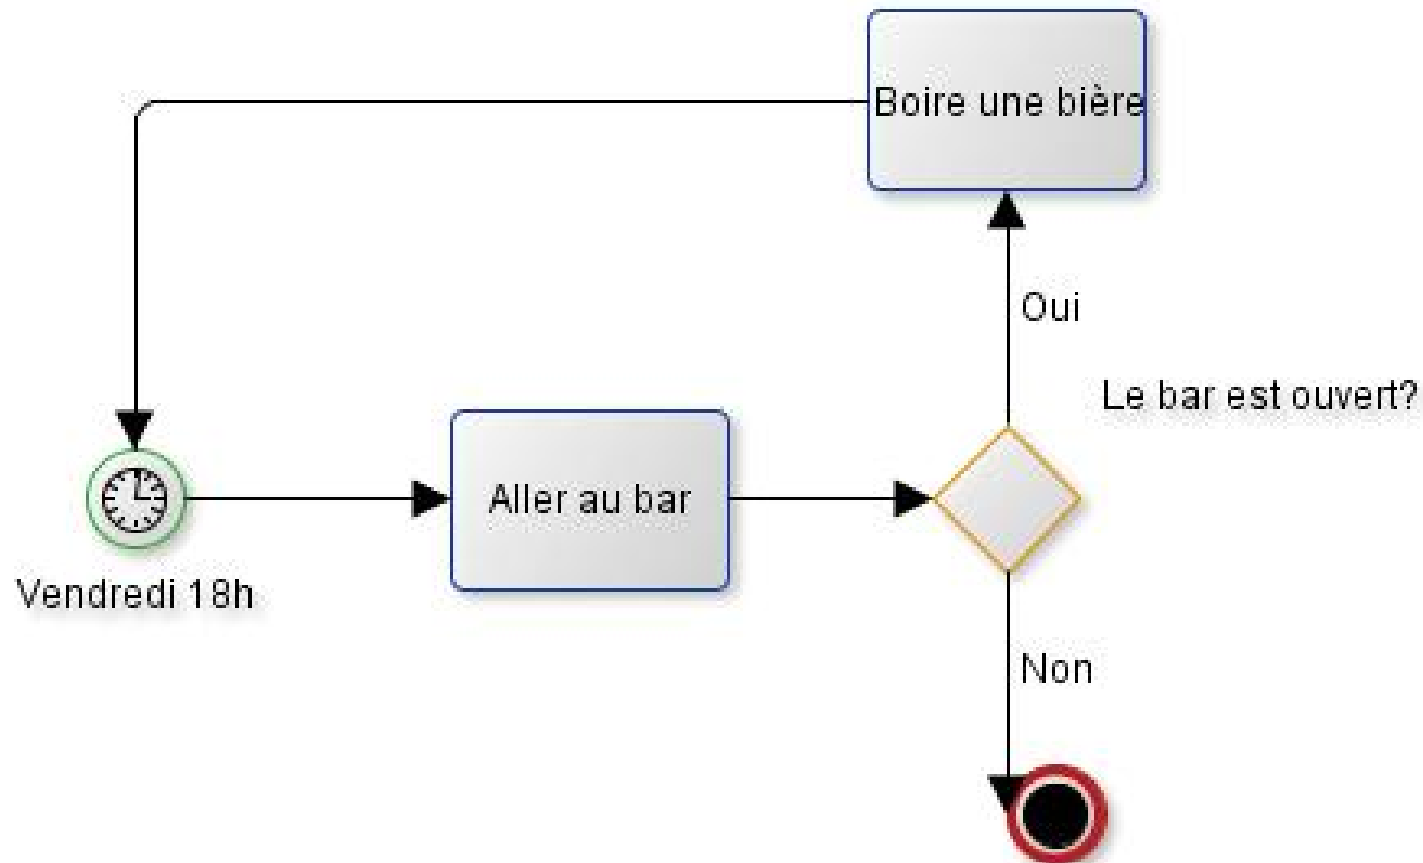 Boire une bière
Oui
Le bar est ouvert?
Aller au bar
Vendredi 18h
Non